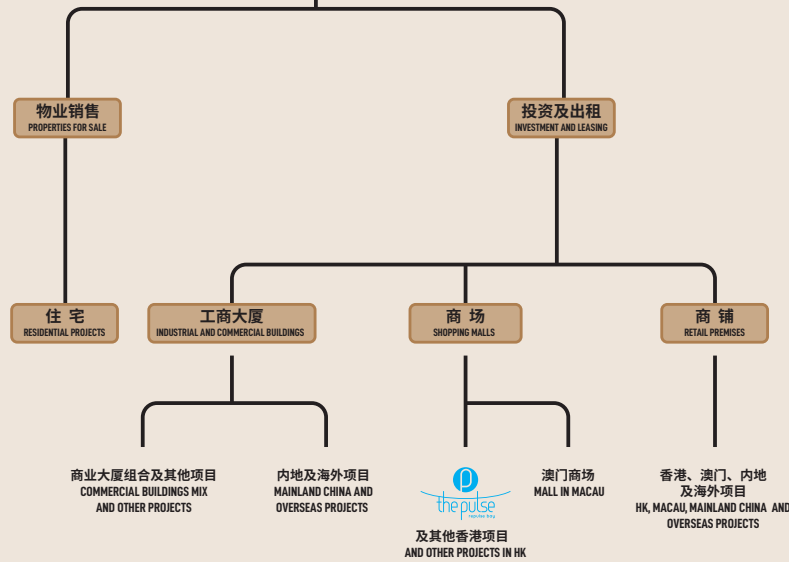 物业销售
PROPERTIES FOR SALE
投资及出租
INVESTMENT AND LEASING
住 宅
RESIDENTIAL PROJECTS
工商大厦
INDUSTRIAL AND COMMERCIAL BUILDINGS
商 场
SHOPPING MALLS
商 铺
RETAIL PREMISES
商业大厦组合及其他项目
COMMERCIAL BUILDINGS MIX
AND OTHER PROJECTS
内地及海外项目
MAINLAND CHINA AND
OVERSEAS PROJECTS
p
the pulse
repulse bay
及其他香港项目
AND OTHER PROJECTS IN HK
澳门商场
MALL IN MACAU
香港、澳门、内地
及海外项目
HK, MACAU, MAINLAND CHINA AND
OVERSEAS PROJECTS